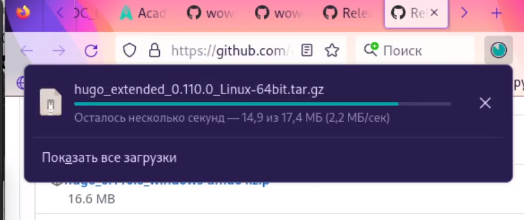 Acad
wow
wow
Rele
Re
https://github.com/
Поиск
hugo_extended_0.110.0_Linux-64bit.tar.gz
Осталось несколько секунд — 14,9 из 17,4 МБ (2,2 МБ/сек)
Показать все загрузки
16.6 MB